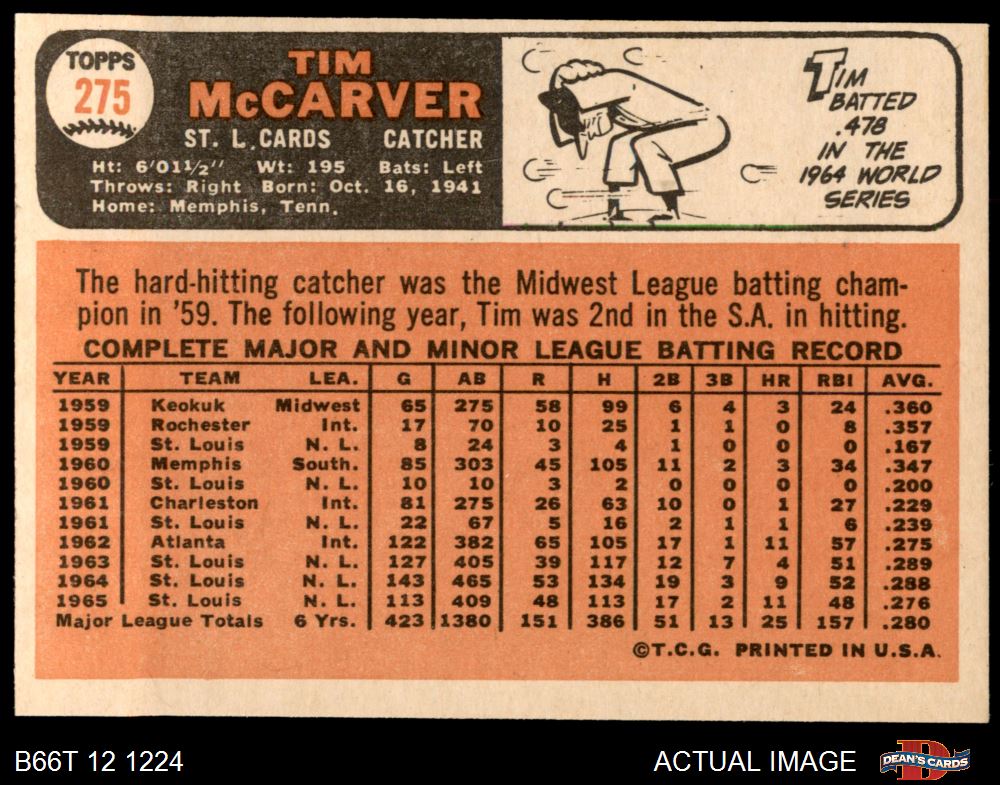 TOPPS
275
TIM
McCARVER
ST. L. CARDS CATCHER
Ht: 6'01½" Wt: 195 Bats: Left
Throws: Right Born: Oct. 16, 1941
Home: Memphis, Tenn.
TIM
BATTED
.478
IN THE
1964 WORLD
SERIES
The hard-hitting catcher was the Midwest League batting cham-
pion in '59. The following year, Tim was 2nd in the S.A. in hitting.
COMPLETE MAJOR AND MINOR LEAGUE BATTING RECORD
YEAR TEAM LEA. G AB R H 2B 3B HR RBI AVG.
1959 Keokuk Midwest 65 275 58 99 6 4 3 24 .360
1959 Rochester Int. 17 70 10 25 1 1 0 8 .357
1959 St. Louis N. L. 8 24 3 4 1 0 0 0 .167
1960 Memphis South. 85 303 45 105 11 2 3 34 .347
1960 St. Louis N. L. 10 10 3 2 0 0 0 0 .200
1961 Charleston Int. 81 275 26 63 10 0 1 27 .229
1961 St. Louis N. L. 22 67 5 16 2 1 1 6 .239
1962 Atlanta Int. 122 382 65 105 17 1 11 57 .275
1963 St. Louis N. L. 127 405 39 117 12 7 4 51 .289
1964 St. Louis N. L. 143 465 53 134 19 3 9 52 .288
1965 St. Louis N. L. 113 409 48 113 17 2 11 48 .276
Major League Totals 6 Yrs. 423 1380 151 386 51 13 25 157 .280
©T.C.G. PRINTED IN U.S.A.
B66T 12 1224 ACTUAL IMAGE
DEAN'S CARDS